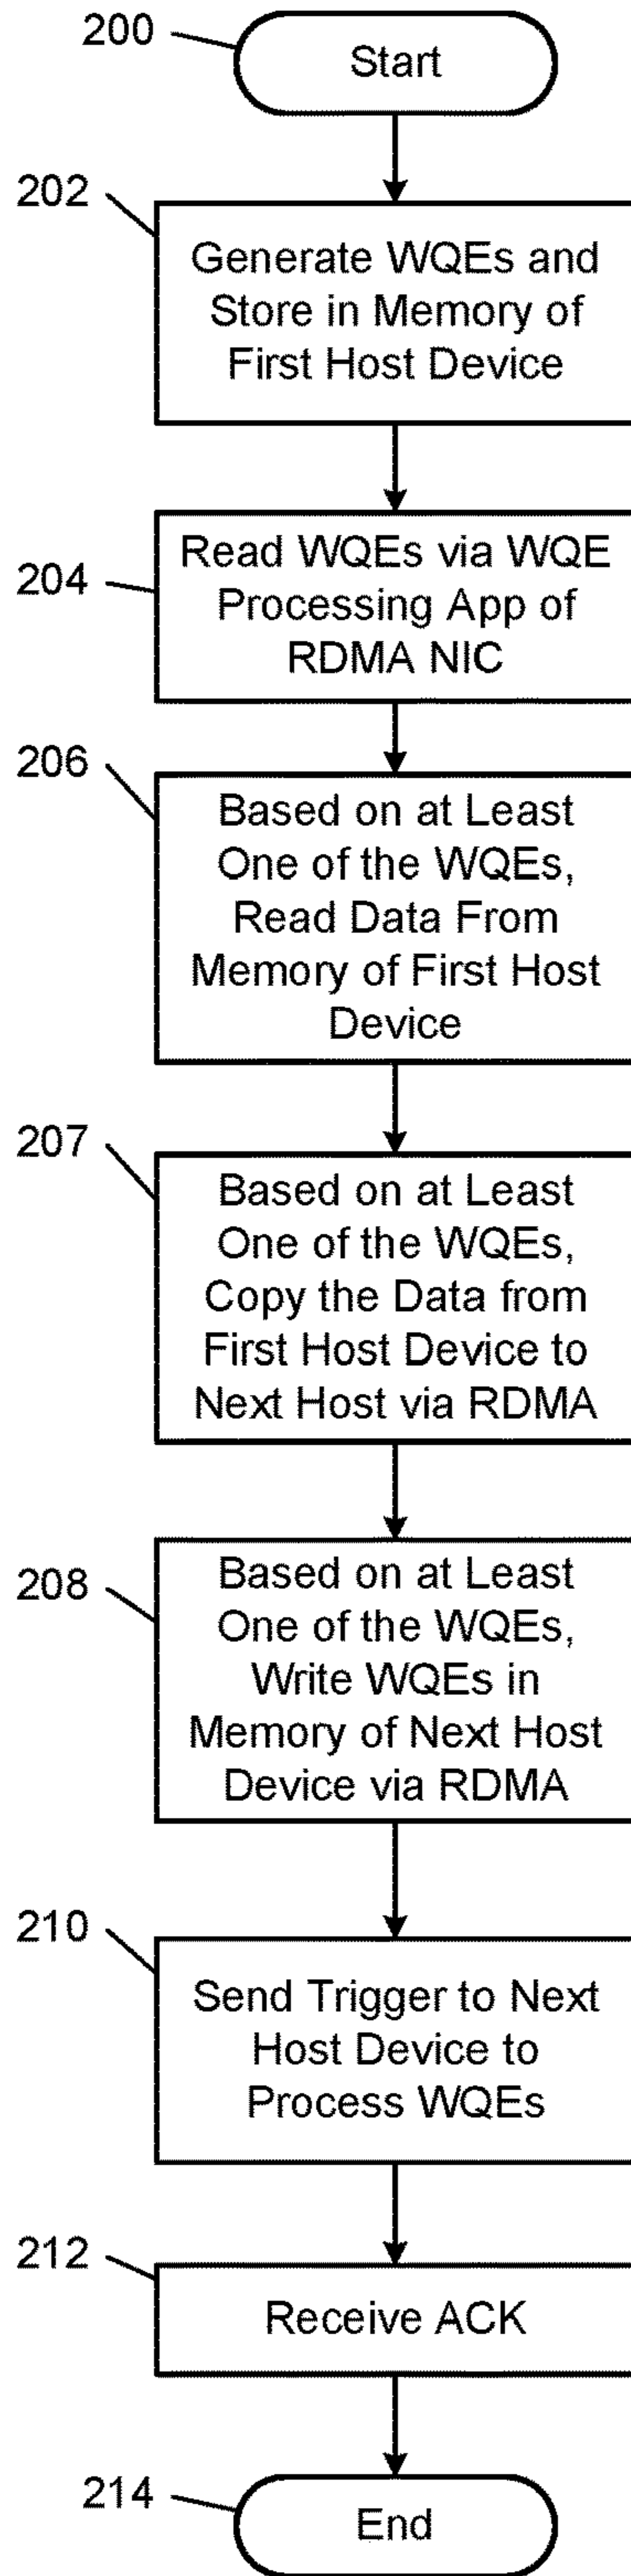 200
Start
202
Generate WQEs and
Store in Memory of
First Host Device
204
Read WQEs via WQE
Processing App of
RDMA NIC
206
Based on at Least
One of the WQEs,
Read Data From
Memory of First Host
Device
207
Based on at Least
One of the WQEs,
Copy the Data from
First Host Device to
Next Host via RDMA
208
Based on at Least
One of the WQEs,
Write WQEs in
Memory of Next Host
Device via RDMA
210
Send Trigger to Next
Host Device to
Process WQEs
212
Receive ACK
214
End